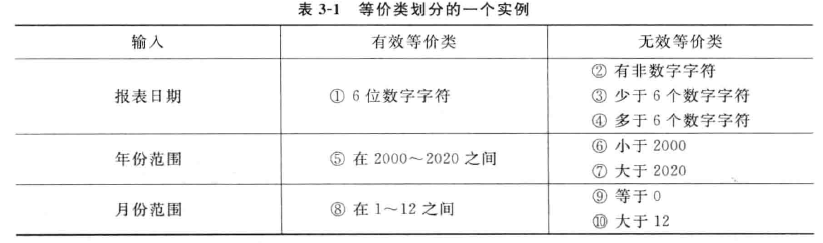 表 3-1 等价类划分的一个实例
输入 有效等价类 无效等价类
报表日期 ① 6 位数字字符 ② 有非数字字符
③ 少于 6 个数字字符
④ 多于 6 个数字字符
年份范围 ⑤ 在 2000～2020 之间 ⑥ 小于 2000
⑦ 大于 2020
月份范围 ⑧ 在 1～12 之间 ⑨ 等于 0
⑩ 大于 12